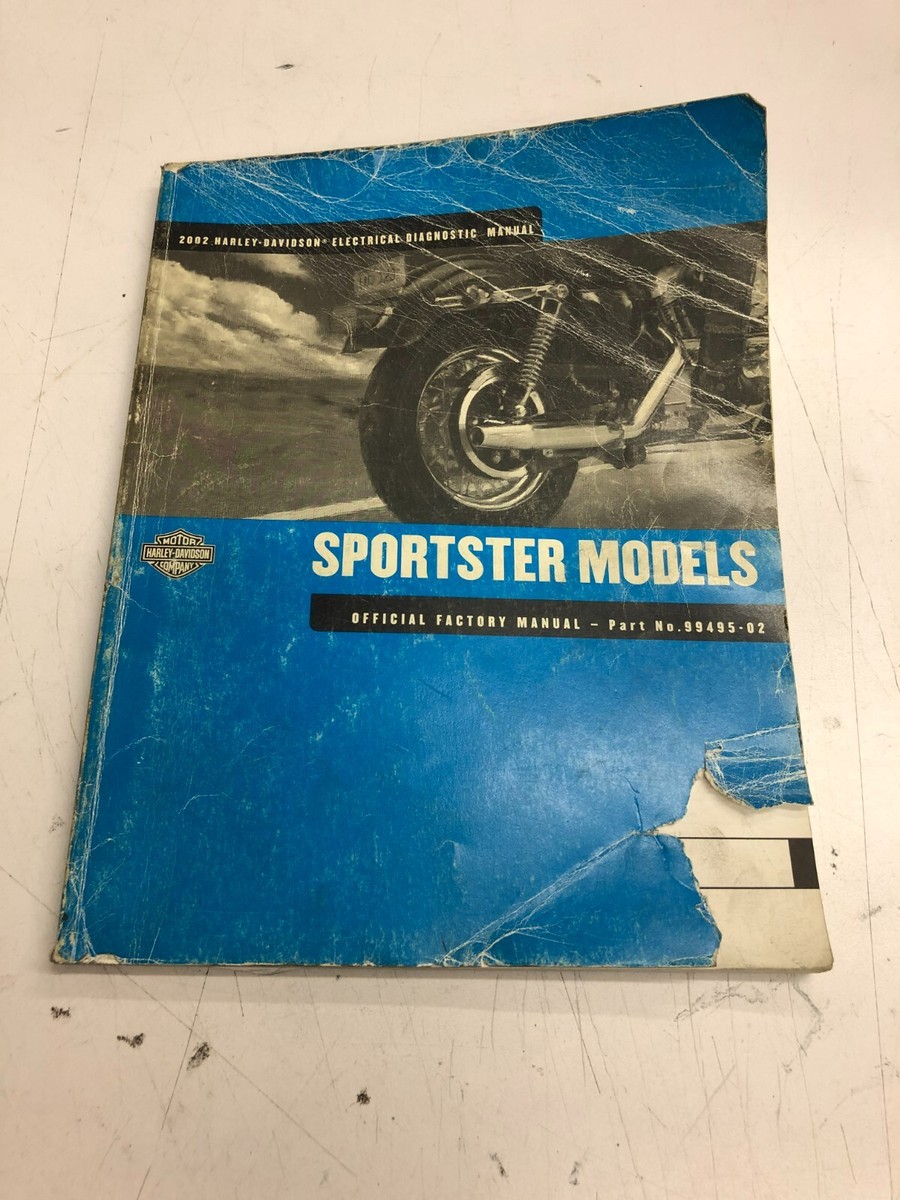 2002 HARLEY-DAVIDSON® ELECTRICAL DIAGNOSTIC MANUAL
MOTOR
HARLEY-DAVIDSON
COMPANY
SPORTSTER MODELS
OFFICIAL FACTORY MANUAL – Part No.99495-02